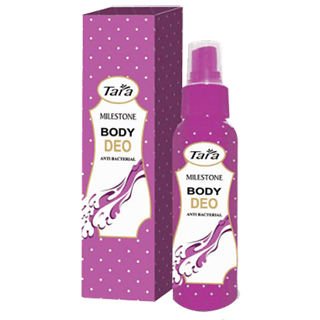 Tara
MILESTONE
BODY
DEO
ANTI BACTERIAL
Tara
MILESTONE
BODY
DEO
ANTI BACTERIAL